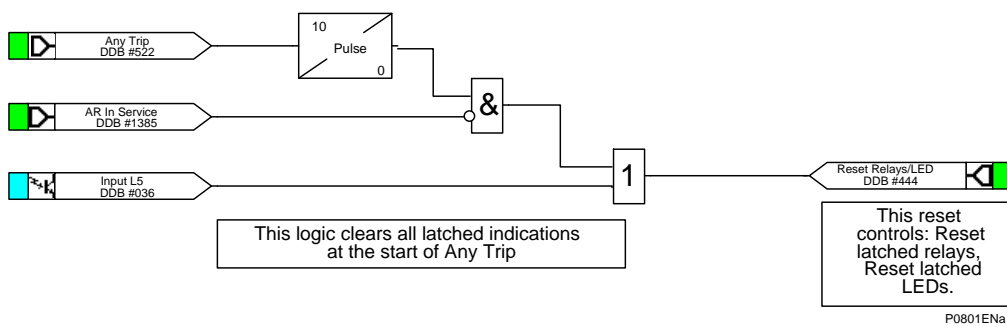 Any Trip
DDB #522
10
Pulse
0
AR In Service
DDB #1385
&
Input L5
DDB #036
1
Reset Relays/LED
DDB #444
This logic clears all latched indications
at the start of Any Trip
This reset
controls: Reset
latched relays,
Reset latched
LEDs.
P0801ENa